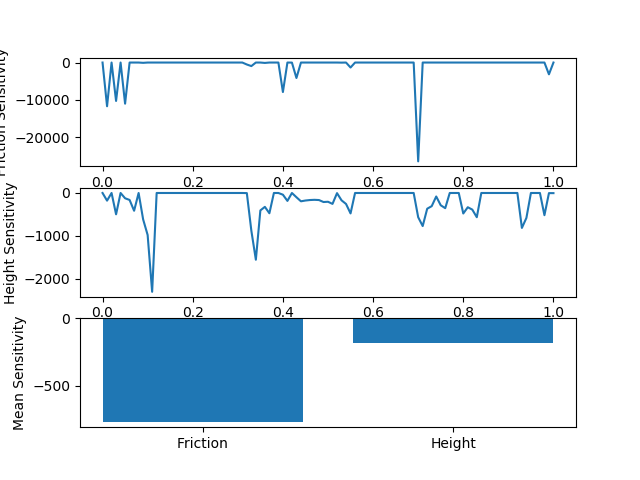 Friction Sensitivity
0
−10000
−20000
0.0 0.2 0.4 0.6 0.8 1.0
Height Sensitivity
0
−1000
−2000
0.0 0.2 0.4 0.6 0.8 1.0
Mean Sensitivity
0
−500
Friction Height